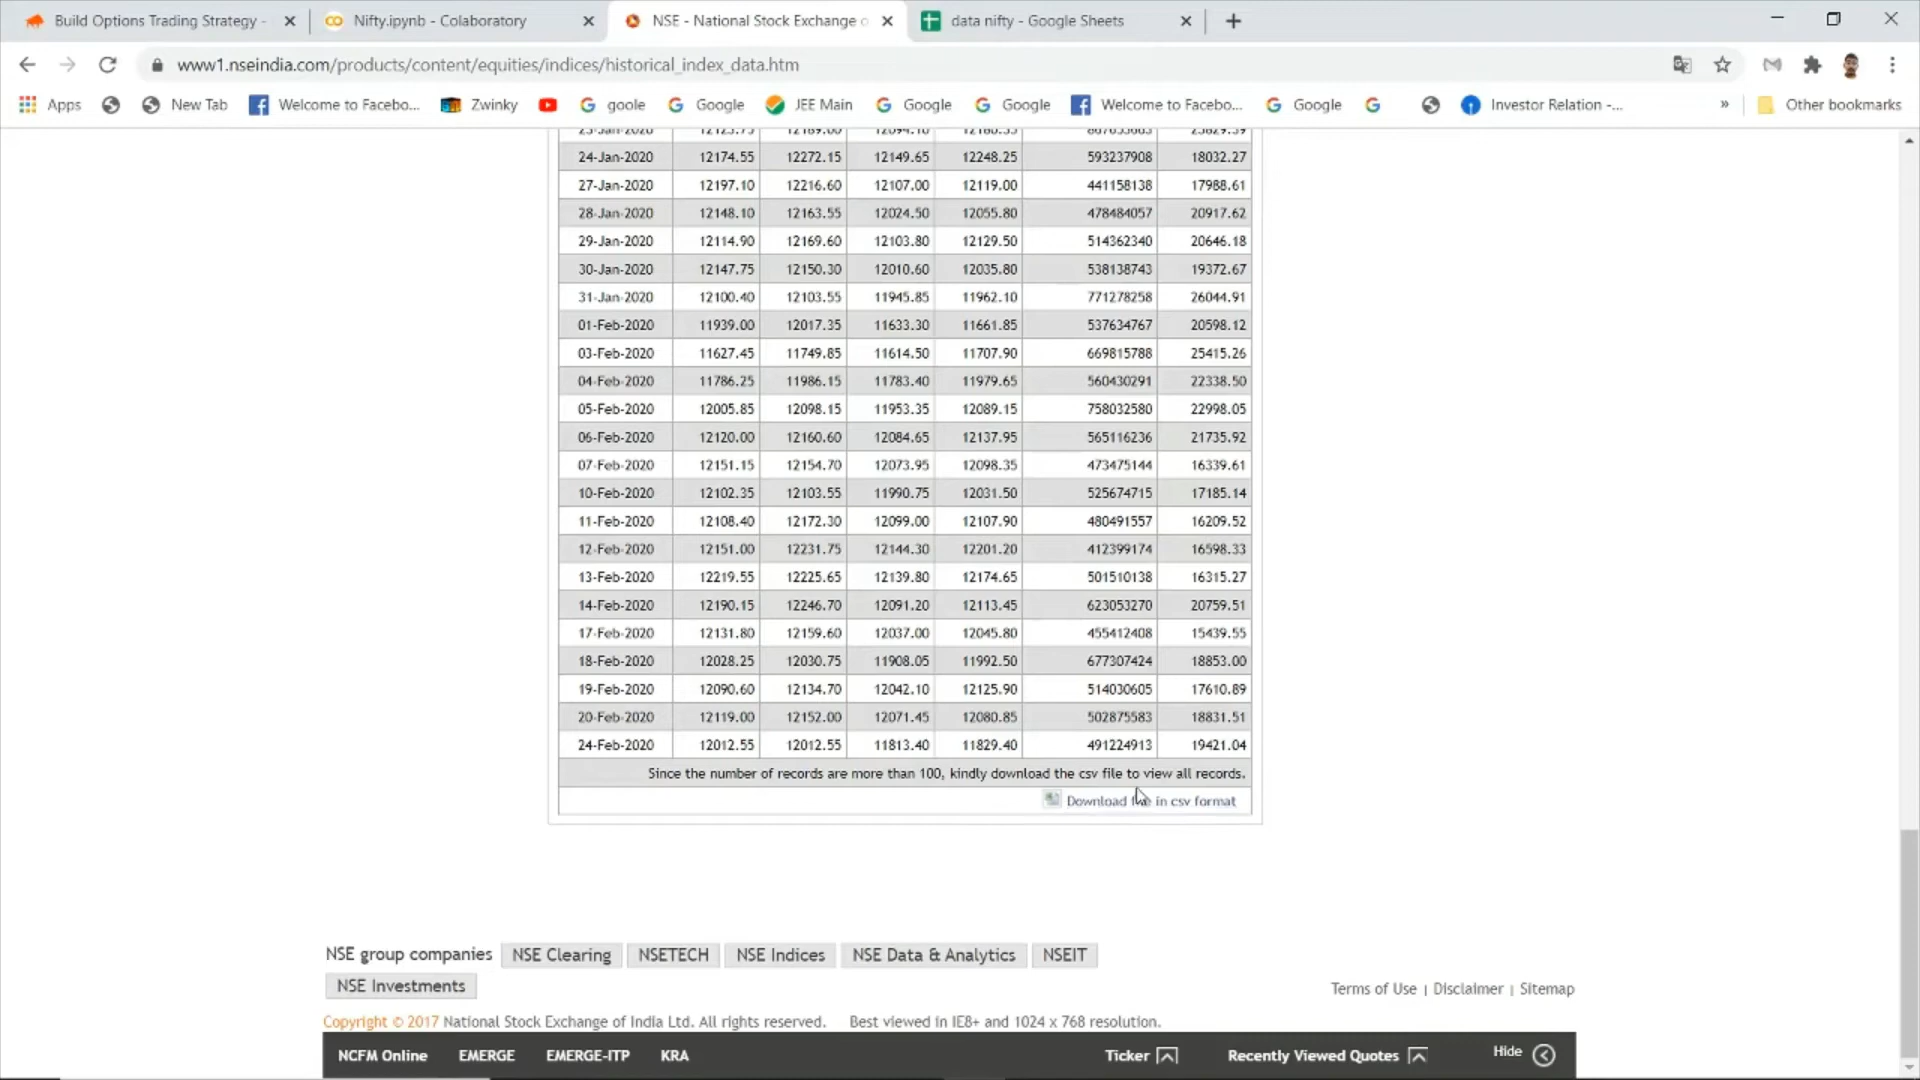 Build Options Trading Strategy -
Nifty.ipynb - Colaboratory
NSE - National Stock Exchange o
data nifty - Google Sheets
www1.nseindia.com/products/content/equities/indices/historical_index_data.htm
Apps New Tab Welcome to Facebo... Zwinky goole Google JEE Main Google Google Welcome to Facebo... Google Investor Relation -... » Other bookmarks
23-Jan-2020 12123.75 12189.00 12094.10 12180.35
24-Jan-2020 12174.55 12272.15 12149.65 12248.25 593237908 18032.27
27-Jan-2020 12197.10 12216.60 12107.00 12119.00 441158138 17988.61
28-Jan-2020 12148.10 12163.55 12024.50 12055.80 478484057 20917.62
29-Jan-2020 12114.90 12169.60 12103.80 12129.50 514362340 20646.18
30-Jan-2020 12147.75 12150.30 12010.60 12035.80 538138743 19372.67
31-Jan-2020 12100.40 12103.55 11945.85 11962.10 771278258 26044.91
01-Feb-2020 11939.00 12017.35 11633.30 11661.85 537634767 20598.12
03-Feb-2020 11627.45 11749.85 11614.50 11707.90 669815788 25415.26
04-Feb-2020 11786.25 11986.15 11783.40 11979.65 560430291 22338.50
05-Feb-2020 12005.85 12098.15 11953.35 12089.15 758032580 22998.05
06-Feb-2020 12120.00 12160.60 12084.65 12137.95 565116236 21735.92
07-Feb-2020 12151.15 12154.70 12073.95 12098.35 473475144 16339.61
10-Feb-2020 12102.35 12103.55 11990.75 12031.50 525674715 17185.14
11-Feb-2020 12108.40 12172.30 12099.00 12107.90 480491557 16209.52
12-Feb-2020 12151.00 12231.75 12144.30 12201.20 412399174 16598.33
13-Feb-2020 12219.55 12225.65 12139.80 12174.65 501510138 16315.27
14-Feb-2020 12190.15 12246.70 12091.20 12113.45 623053270 20759.51
17-Feb-2020 12131.80 12159.60 12037.00 12045.80 455412408 15439.55
18-Feb-2020 12028.25 12030.75 11908.05 11992.50 677307424 18853.00
19-Feb-2020 12090.60 12134.70 12042.10 12125.90 514030605 17610.89
20-Feb-2020 12119.00 12152.00 12071.45 12080.85 502875583 18831.51
24-Feb-2020 12012.55 12012.55 11813.40 11829.40 491224913 19421.04
Since the number of records are more than 100, kindly download the csv file to view all records.
Download file in csv format
NSE group companies NSE Clearing NSETECH NSE Indices NSE Data & Analytics NSEIT
NSE Investments
Terms of Use | Disclaimer | Sitemap
Copyright © 2017 National Stock Exchange of India Ltd. All rights reserved. Best viewed in IE8+ and 1024 x 768 resolution.
NCFM Online EMERGE EMERGE-ITP KRA Ticker Recently Viewed Quotes Hide